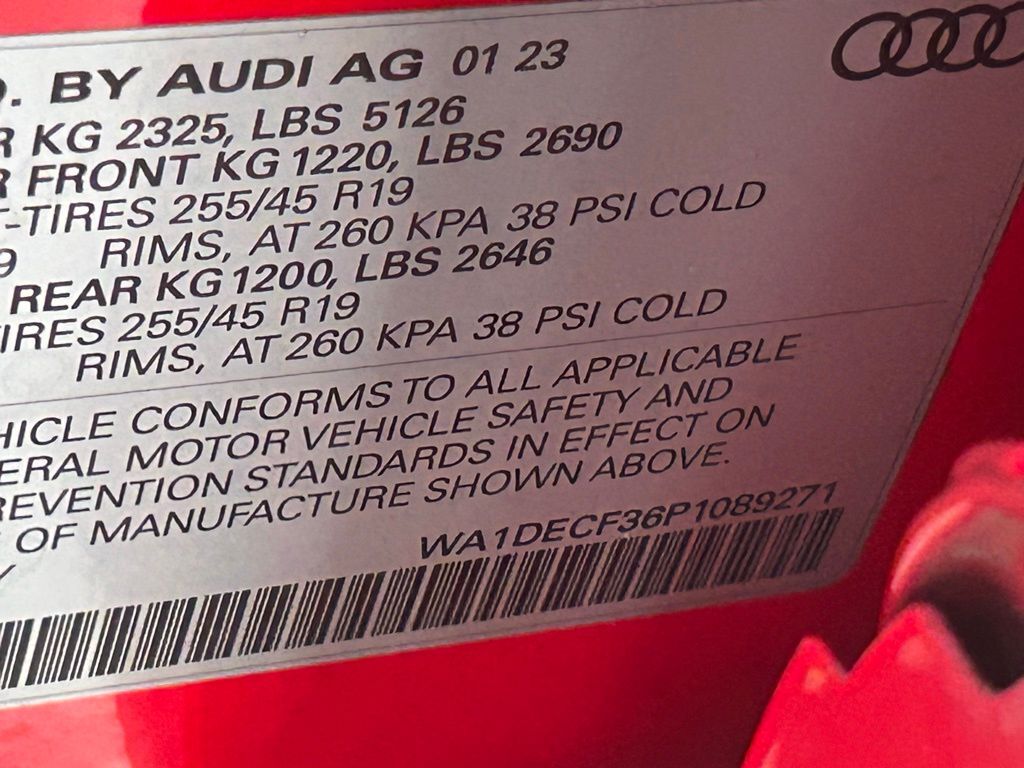 . BY AUDI AG 01 23
R KG 2325, LBS 5126
R FRONT KG 1220, LBS 2690
-TIRES 255/45 R19
9 RIMS, AT 260 KPA 38 PSI COLD
REAR KG 1200, LBS 2646
IRES 255/45 R19
RIMS, AT 260 KPA 38 PSI COLD
HICLE CONFORMS TO ALL APPLICABLE
ERAL MOTOR VEHICLE SAFETY AND
REVENTION STANDARDS IN EFFECT ON
OF MANUFACTURE SHOWN ABOVE.
WA1DECF36P1089271